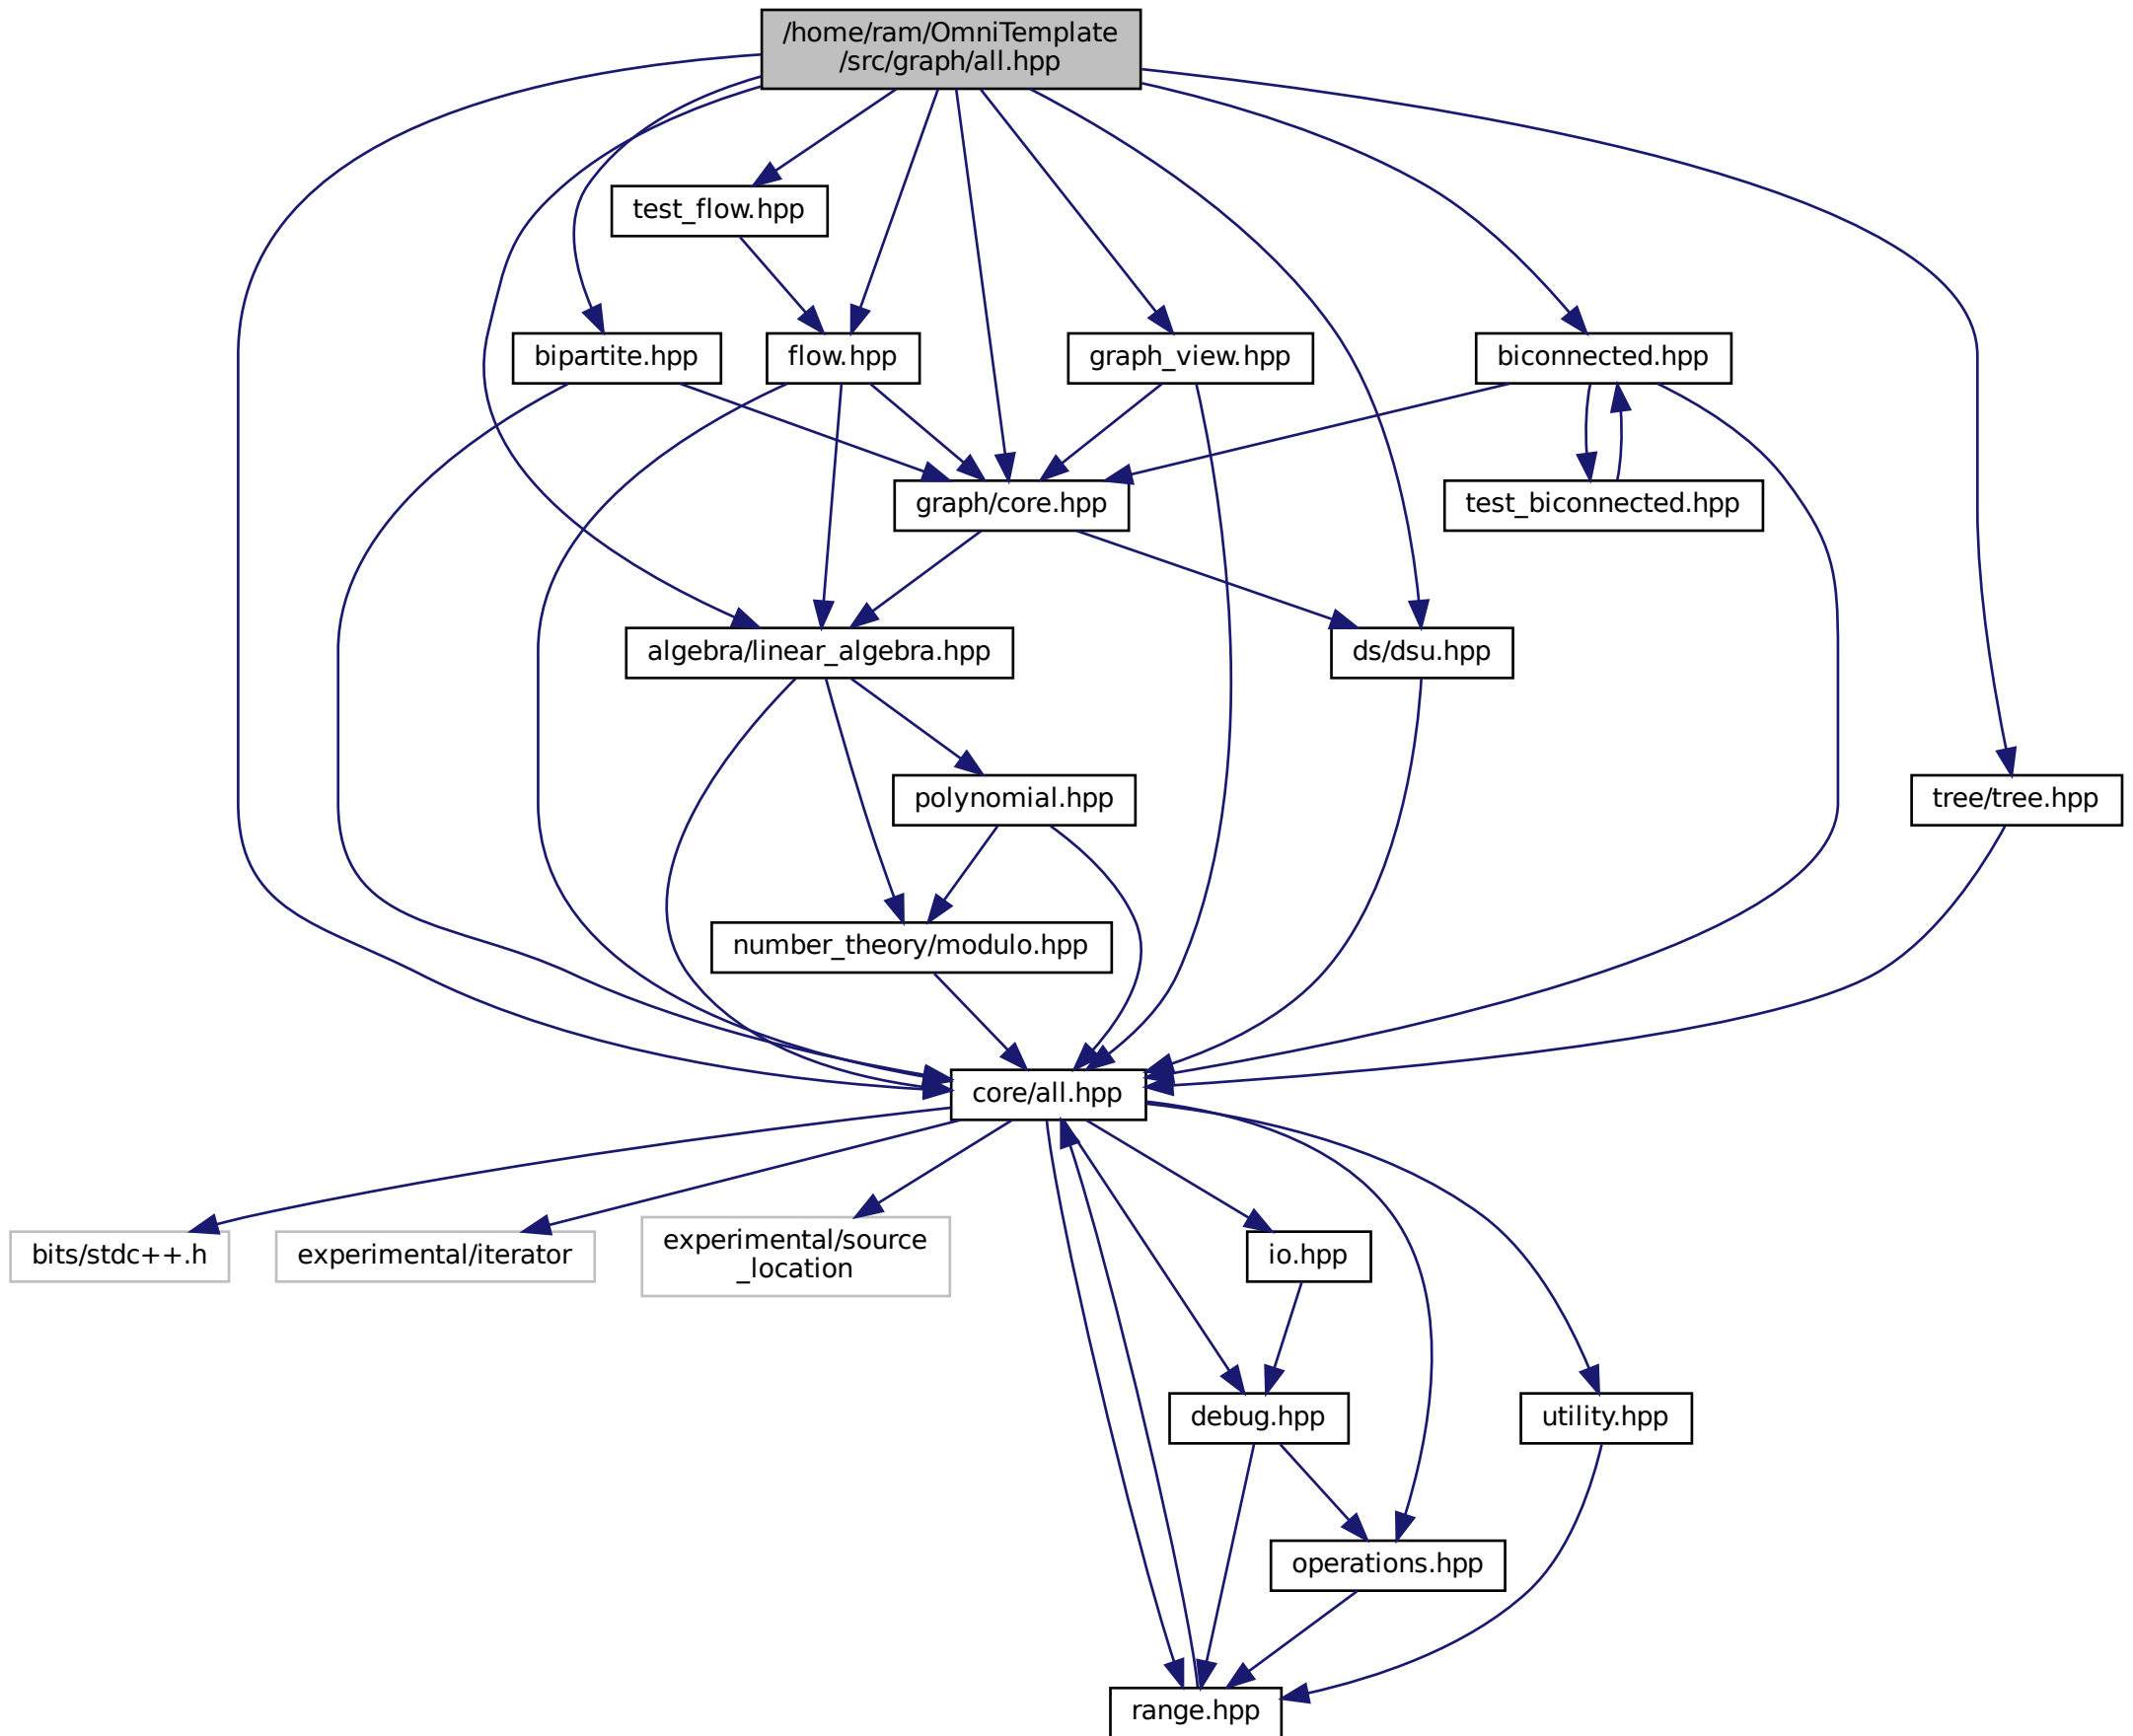 /home/ram/OmniTemplate
/src/graph/all.hpp
test_flow.hpp
bipartite.hpp
flow.hpp
graph_view.hpp
biconnected.hpp
graph/core.hpp
test_biconnected.hpp
algebra/linear_algebra.hpp
ds/dsu.hpp
polynomial.hpp
tree/tree.hpp
number_theory/modulo.hpp
core/all.hpp
bits/stdc++.h
experimental/iterator
experimental/source
_location
io.hpp
debug.hpp
utility.hpp
operations.hpp
range.hpp